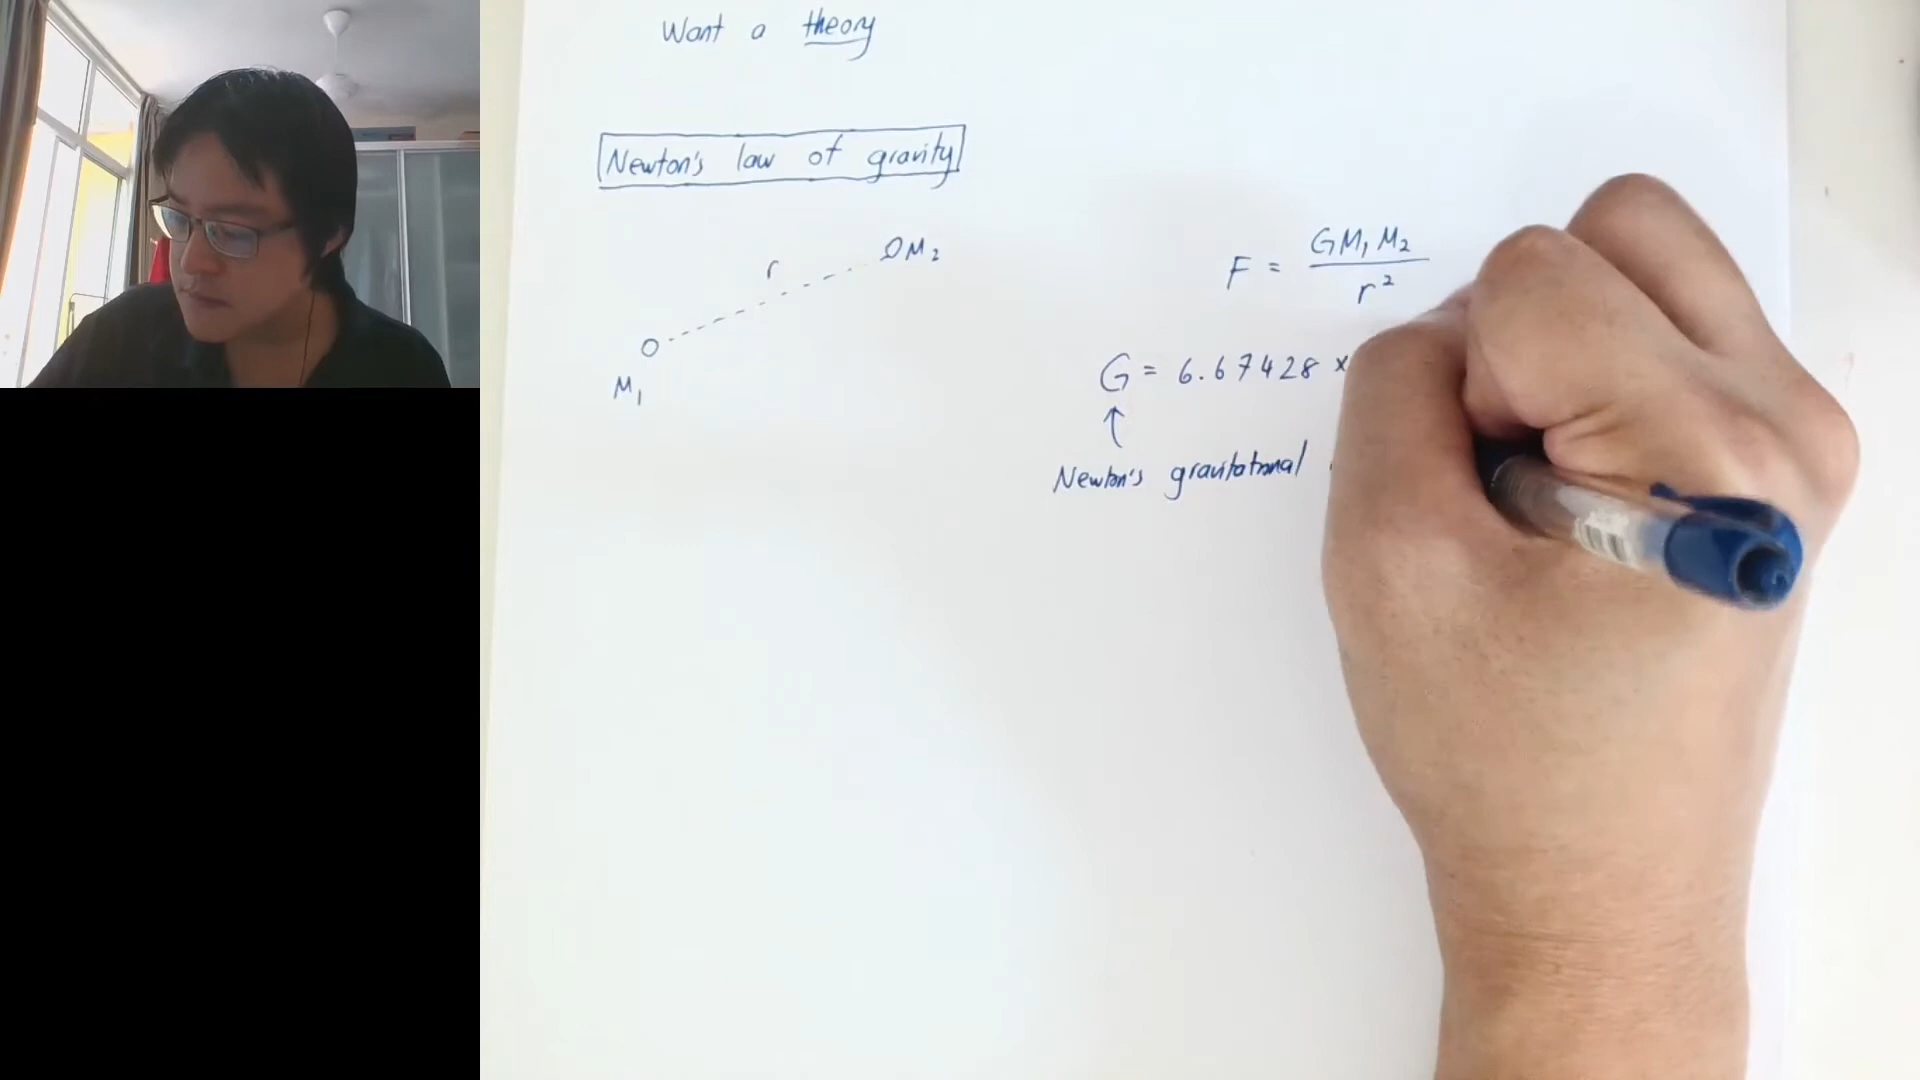 Want a theory
Newton's law of gravity
r
M₂
M₁
F = GM₁M₂ / r²
G = 6.67428 ×
↑
Newton's gravitational